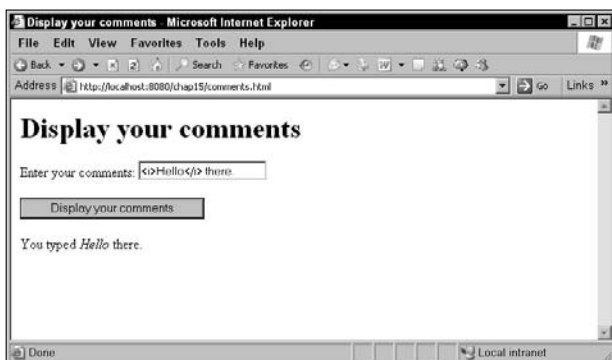 Display your comments - Microsoft Internet Explorer
File Edit View Favorites Tools Help
Back Search Favorites
Address http://localhost:8080/chap15/comments.html Go Links »
Display your comments
Enter your comments: <i>Hello</i> there.
Display your comments
You typed Hello there.
Done Local intranet